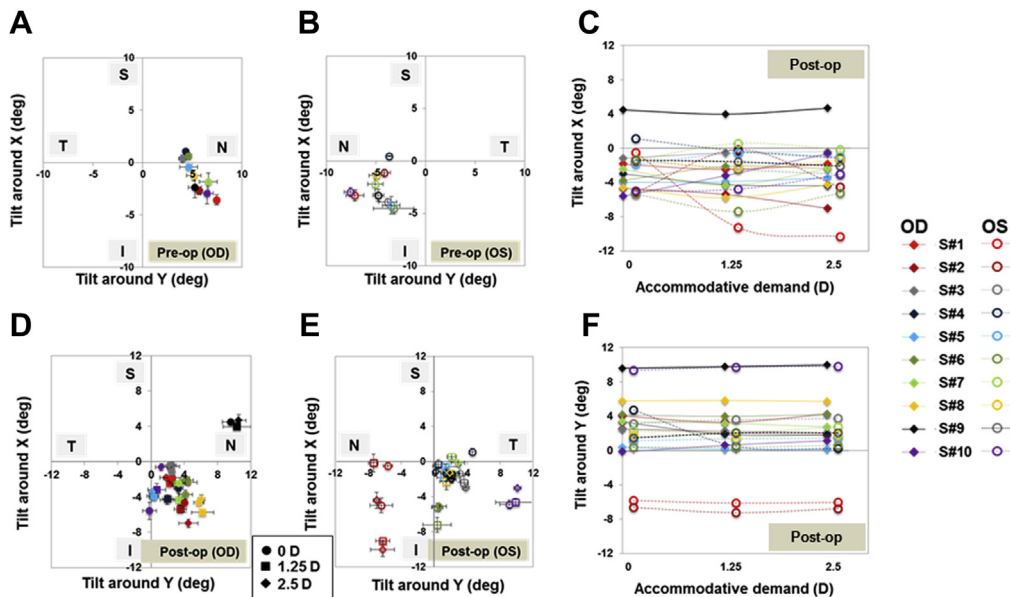 A
10
5
0
-5
-10
-10
-5
0
5
10
S
T
N
I
Pre-op (OD)
Tilt around X (deg)
Tilt around Y (deg)
B
10
5
0
-5
-10
-10
-5
0
5
10
S
N
T
I
Pre-op (OS)
Tilt around X (deg)
Tilt around Y (deg)
C
Post-op
12
8
4
0
-4
-8
-12
0
1.25
2.5
Tilt around X (deg)
Accommodative demand (D)
OD
OS
S#1
S#2
S#3
S#4
S#5
S#6
S#7
S#8
S#9
S#10
D
12
8
4
0
-4
-8
-12
-12
-8
-4
0
4
8
12
S
T
N
I
Post-op (OD)
Tilt around X (deg)
Tilt around Y (deg)
0 D
1.25 D
2.5 D
E
12
8
4
0
-4
-8
-12
-12
-8
-4
0
4
8
12
S
N
T
I
Post-op (OS)
Tilt around X (deg)
Tilt around Y (deg)
F
12
8
4
0
-4
-8
-12
0
1.25
2.5
Post-op
Tilt around Y (deg)
Accommodative demand (D)